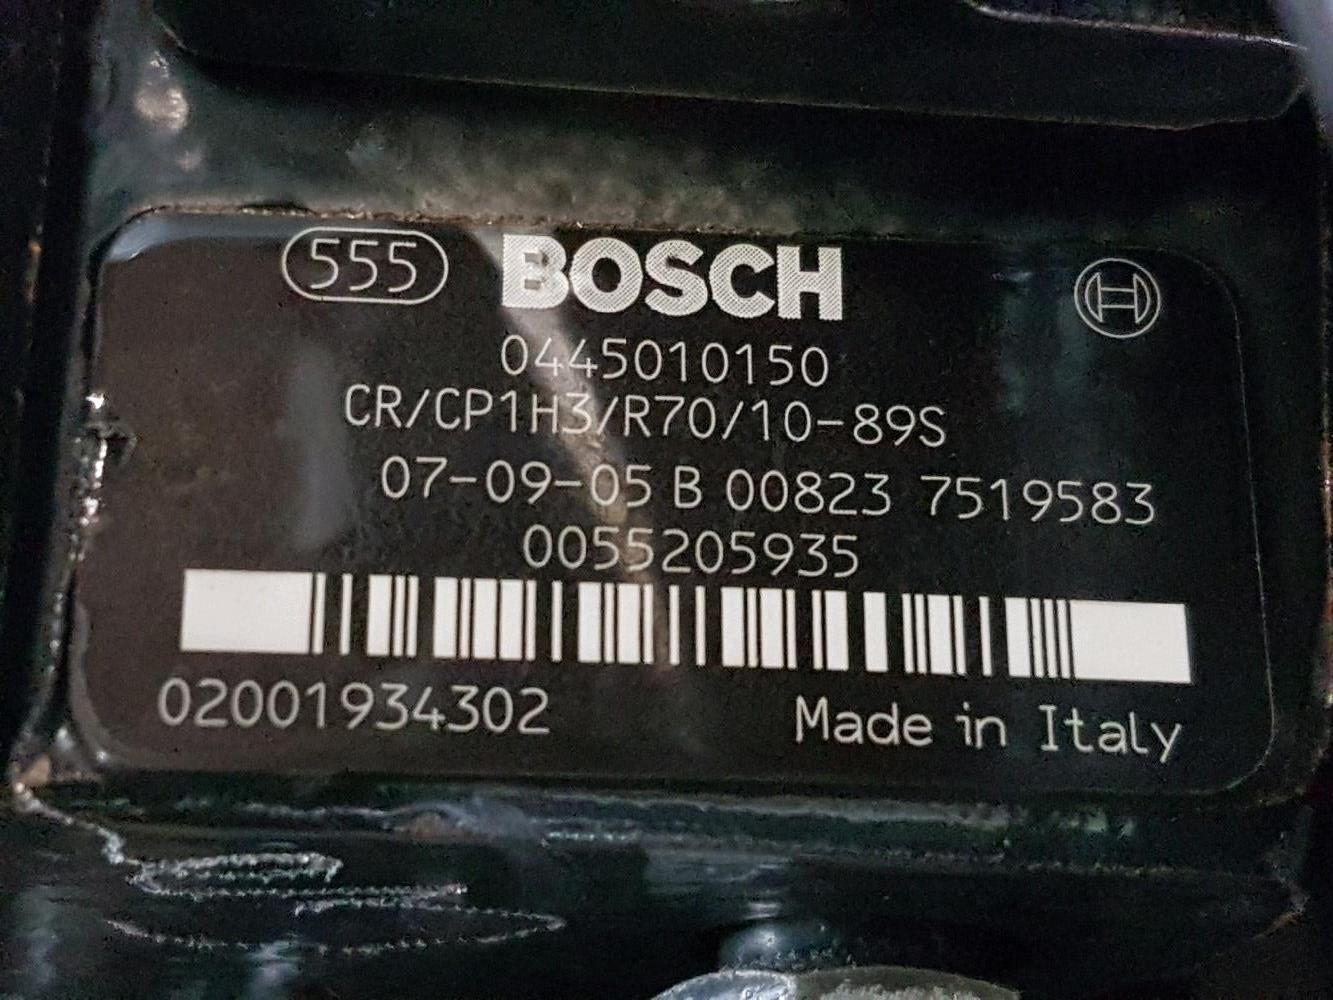 555 BOSCH
0445010150
CR/CP1H3/R70/10-89S
07-09-05 B 00823 7519583
0055205935
02001934302 Made in Italy